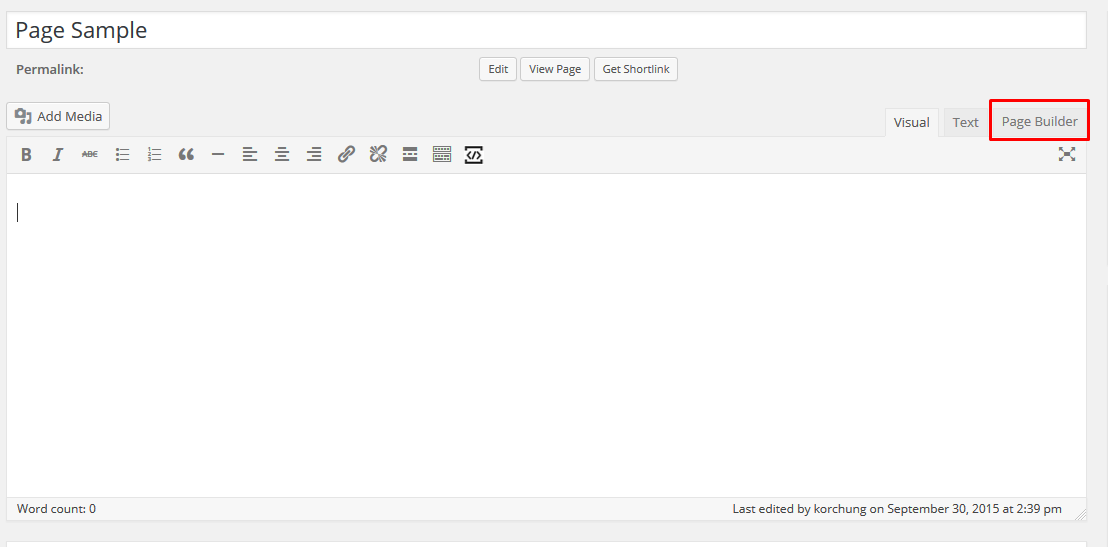 Page Sample
Permalink: Edit View Page Get Shortlink
Add Media Visual Text Page Builder
B I ABC
Word count: 0 Last edited by korchung on September 30, 2015 at 2:39 pm